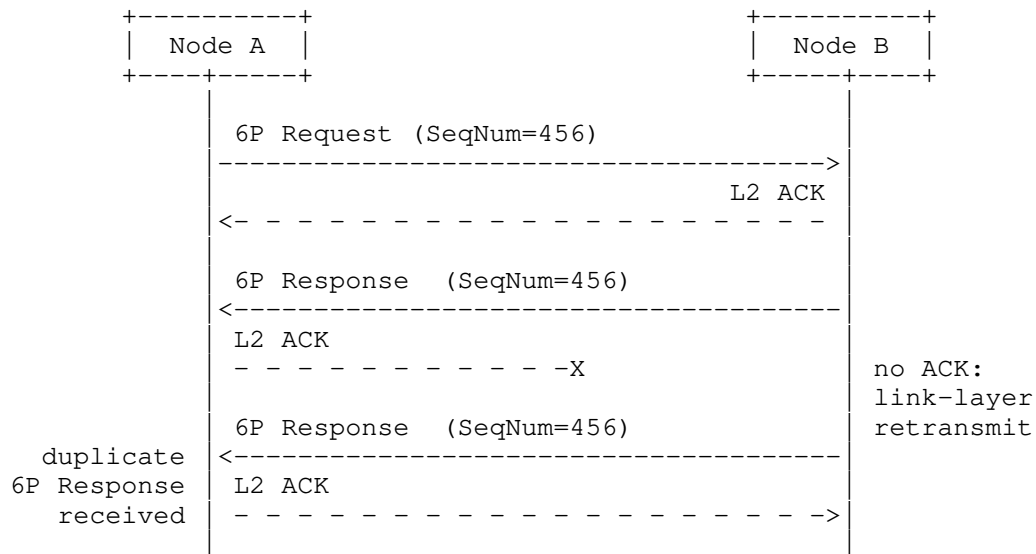 Node A Node B
6P Request (SeqNum=456)
L2 ACK
6P Response (SeqNum=456)
L2 ACK
X no ACK:
link-layer
6P Response (SeqNum=456) retransmit
duplicate
6P Response L2 ACK
received